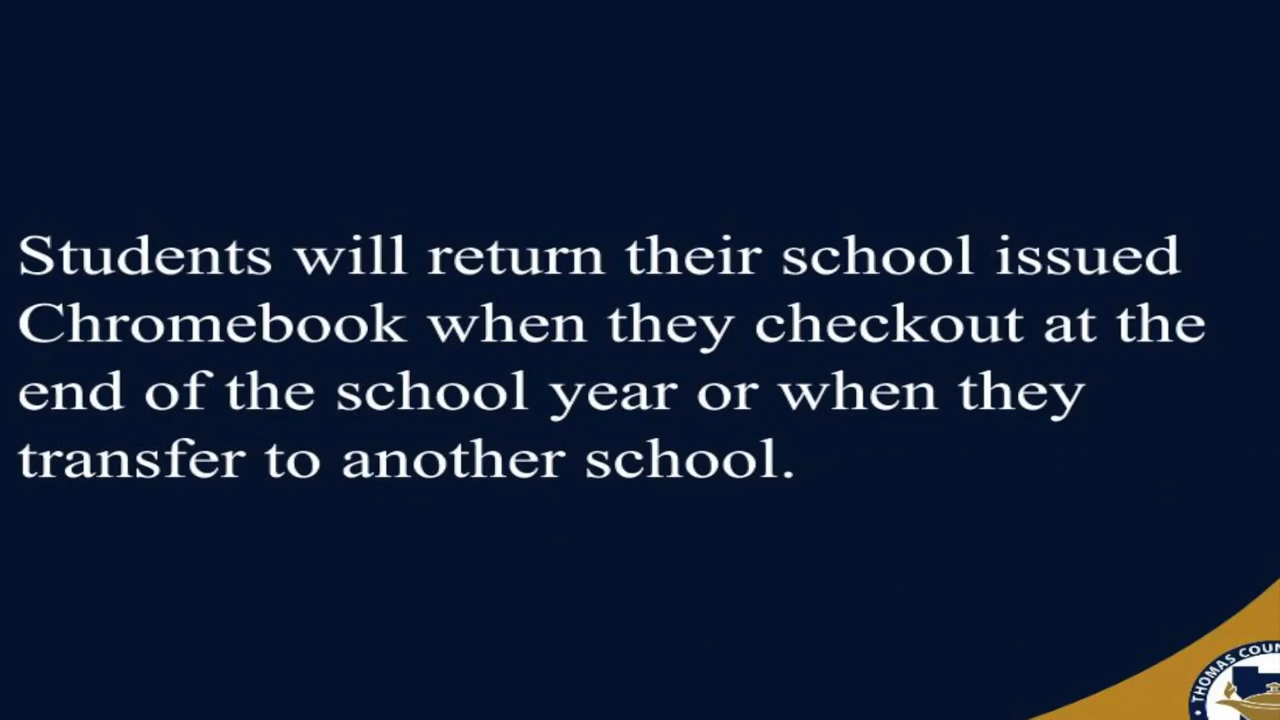 Students will return their school issued
Chromebook when they checkout at the
end of the school year or when they
transfer to another school.
THOMAS